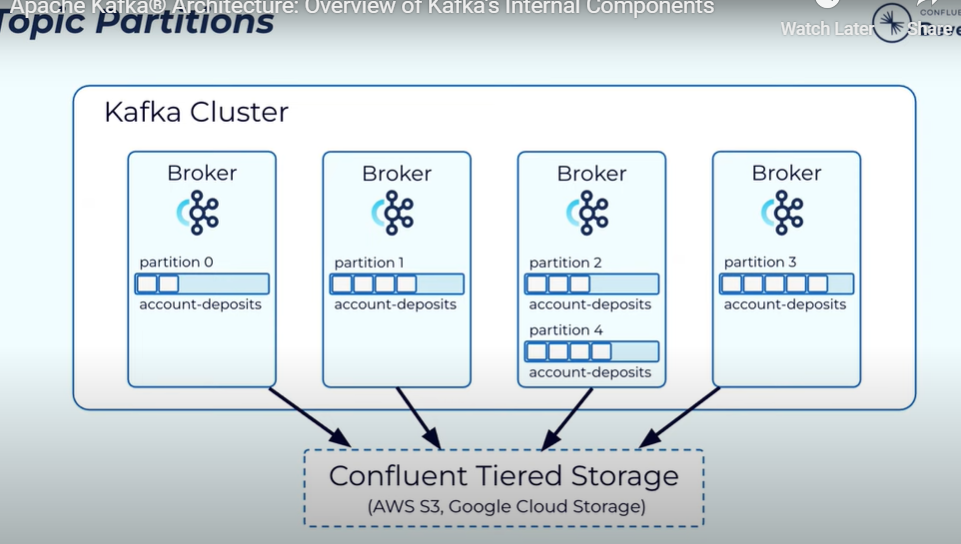 Apache Kafka® Architecture: Overview of Kafka's Internal Components
Topic Partitions
Watch Later
Share
Kafka Cluster
Broker
partition 0
account-deposits
Broker
partition 1
account-deposits
Broker
partition 2
account-deposits
partition 4
account-deposits
Broker
partition 3
account-deposits
Confluent Tiered Storage
(AWS S3, Google Cloud Storage)